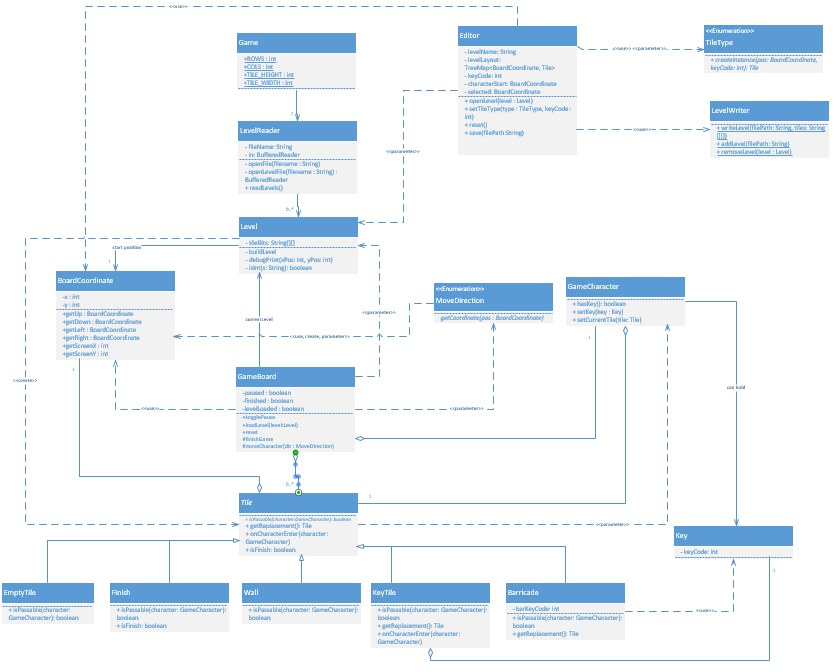 <<use>>
Game
+ROWS : int
+COLS : int
+TILE_HEIGHT : int
+TILE_WIDTH : int
1
Editor
- levelName: String
- levelLayout:
TreeMap<BoardCoordinate, Tile>
- keyCode: int
- characterStart: BoardCoordinate
- selected: BoardCoordinate
+ openLevel(level : Level)
+ setTileType(type : TileType, keyCode :
int)
+ reset()
+ save(filePath:String)
<<use>> <parameter>>
<<Enumeration>>
TileType
+ createInstance(pos: BoardCoordinate,
keyCode: int): Tile
LevelWriter
+ writeLevel(filePath: String, tiles: String
[][])
+ addLevel(filePath: String)
+ removeLevel(level : Level)
<<use>>
LevelReader
- fileName: String
- in: BufferedReader
- openFile(filename : String)
- openLevelFile(filename : String) :
BufferedReader
+ readLevels()
<<parameter>>
0..*
Level
- tileBits: String[][]
- buildLevel
- debugPrint(xPos: int, yPos: int)
- isInt(s: String): boolean
start position
1
BoardCoordinate
-x : int
-y : int
+getUp : BoardCoordinate
+getDown : BoardCoordinate
+getLeft : BoardCoordinate
+getRight : BoardCoordinate
+getScreenX : int
+getScreenY : int
1
current level
<<parameter>>
<<Enumeration>>
MoveDirection
getCoordinate(pos : BoardCoordinate)
<<use, create, parameter>>
GameCharacter
+ hasKey(): boolean
+ setKey(key : Key)
+ setCurrentTile(tile: Tile)
1
can hold
<<create>>
GameBoard
-paused : boolean
-finished : boolean
-levelLoaded : boolean
+togglePause
+loadLevel(level:Level)
+reset
#finishGame
#moveCharacter(dir : MoveDirection)
<<use>>
<<parameter>>
0..*
Tile
+ isPassable(character:GameCharacter): boolean
+ getReplacement(): Tile
+ onCharacterEnter(character:
GameCharacter)
+ isFinish : boolean
1
<<parameter>>
Key
- keyCode: int
1
EmptyTile
+ isPassable(character:
GameCharacter): boolean
Finish
+ isPassable(character: GameCharacter):
boolean
+ isFinish: boolean
Wall
+ isPassable(character: GameCharacter):
boolean
KeyTile
+ isPassable(character: GameCharacter):
boolean
+ getReplacement(): Tile
+ onCharacterEnter(character:
GameCharacter)
Barricade
- barKeyCode: int
+ isPassable(character: GameCharacter):
boolean
+ getReplacement(): Tile
<<use>>